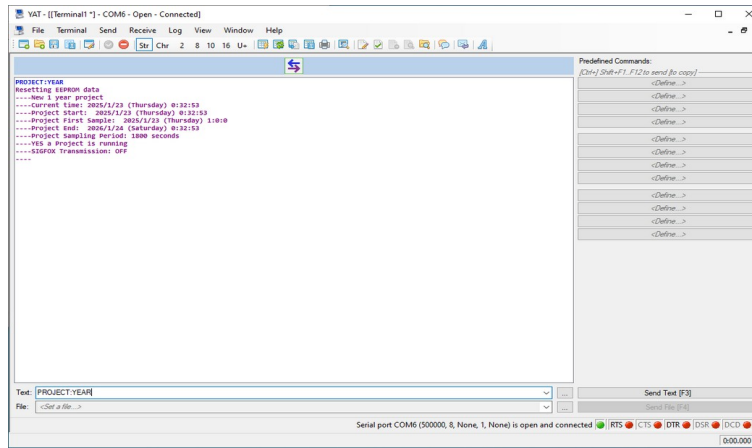 YAT - [[Terminal1 *] - COM6 - Open - Connected]
File Terminal Send Receive Log View Window Help
Str Chr 2 8 10 16 U+
Predefined Commands:
[Ctrl+] Shift+F1..F12 to send [to copy]
<Define...>
<Define...>
<Define...>
<Define...>
<Define...>
<Define...>
<Define...>
<Define...>
<Define...>
<Define...>
<Define...>
<Define...>
PROJECT:YEAR
Resetting EEPROM data
----New 1 year project
----Current time: 2025/1/23 (Thursday) 0:32:53
----Project Start:  2025/1/23 (Thursday) 0:32:53
----Project First Sample:  2025/1/23 (Thursday) 1:0:0
----Project End:  2026/1/24 (Saturday) 0:32:53
----Project Sampling Period: 1800 seconds
----YES a Project is running
----SIGFOX Transmission: OFF
----
Text: PROJECT:YEAR ... Send Text [F3]
File: <Set a file...> ... Send File [F4]
Serial port COM6 (500000, 8, None, 1, None) is open and connected RTS CTS DTR DSR DCD
0:00.000